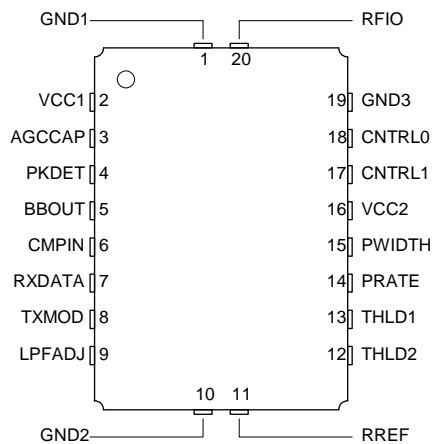 GND1 RFIO
1 20
VCC1 2 19 GND3
AGCCAP 3 18 CNTRL0
PKDET 4 17 CNTRL1
BBOUT 5 16 VCC2
CMPIN 6 15 PWIDTH
RXDATA 7 14 PRATE
TXMOD 8 13 THLD1
LPFADJ 9 12 THLD2
10 11
GND2 RREF